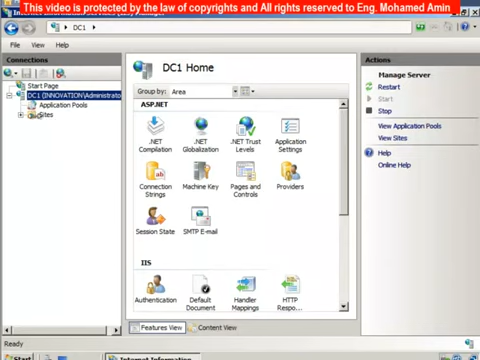 This video is protected by the law of copyrights and All rights reserved to Eng. Mohamed Amin
DC1
File View Help
Connections
Start Page
DC1 (INNOVATION\Administrato
Application Pools
Sites
DC1 Home
Group by: Area
ASP.NET
.NET Compilation
.NET Globalization
.NET Trust Levels
Application Settings
Connection Strings
Machine Key
Pages and Controls
Providers
Session State
SMTP E-mail
IIS
Authentication
Default Document
Handler Mappings
HTTP Respo...
Features View
Content View
Actions
Manage Server
Restart
Start
Stop
View Application Pools
View Sites
Help
Online Help
Ready
Start
Internet Information